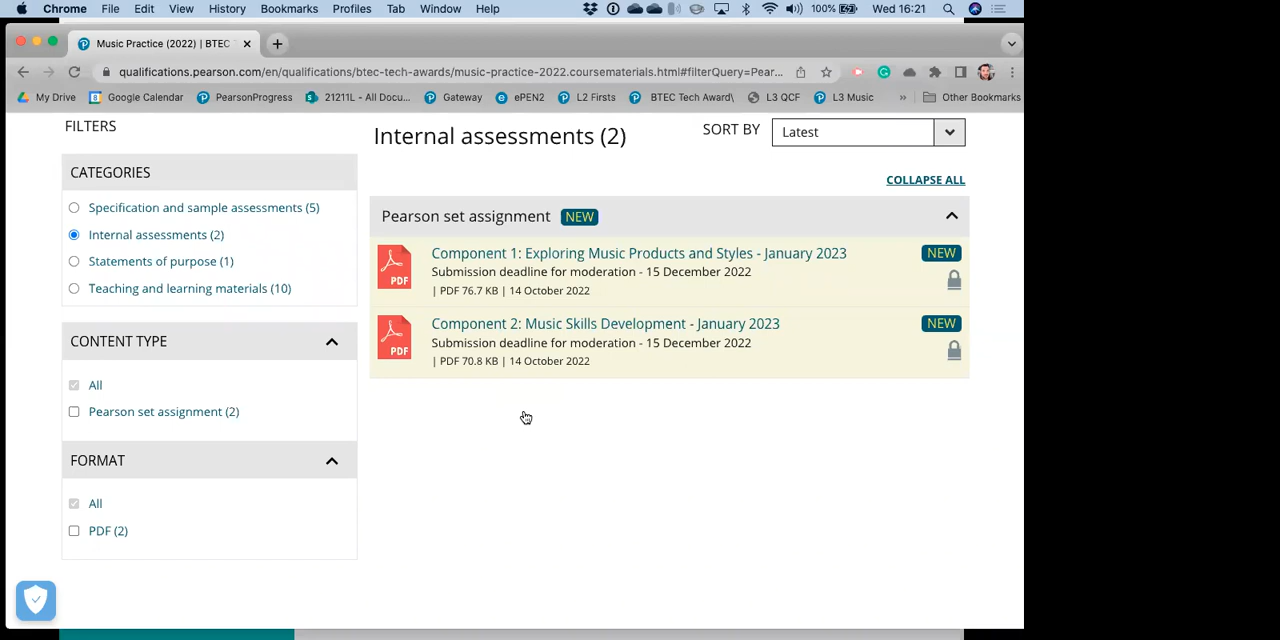 Chrome File Edit View History Bookmarks Profiles Tab Window Help 100% Wed 16:21
Music Practice (2022) | BTEC
qualifications.pearson.com/en/qualifications/btec-tech-awards/music-practice-2022.coursematerials.html#filterQuery=Pear...
My Drive Google Calendar PearsonProgress 21211L - All Docu... Gateway ePEN2 L2 Firsts BTEC Tech Award\ L3 QCF L3 Music » Other Bookmarks
FILTERS
CATEGORIES
Specification and sample assessments (5)
Internal assessments (2)
Statements of purpose (1)
Teaching and learning materials (10)
CONTENT TYPE
All
Pearson set assignment (2)
FORMAT
All
PDF (2)
Internal assessments (2)
SORT BY Latest
COLLAPSE ALL
Pearson set assignment NEW
PDF
Component 1: Exploring Music Products and Styles - January 2023 NEW
Submission deadline for moderation - 15 December 2022
| PDF 76.7 KB | 14 October 2022
PDF
Component 2: Music Skills Development - January 2023 NEW
Submission deadline for moderation - 15 December 2022
| PDF 70.8 KB | 14 October 2022